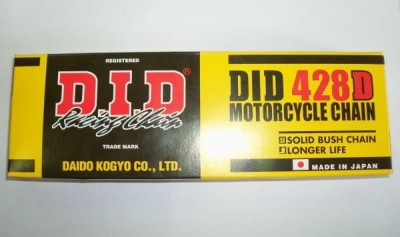 REGISTERED
D.I.D®
Racing Chain
TRADE MARK
DAIDO KOGYO CO., LTD.
DID 428D
MOTORCYCLE CHAIN
SOLID BUSH CHAIN
LONGER LIFE
MADE IN JAPAN